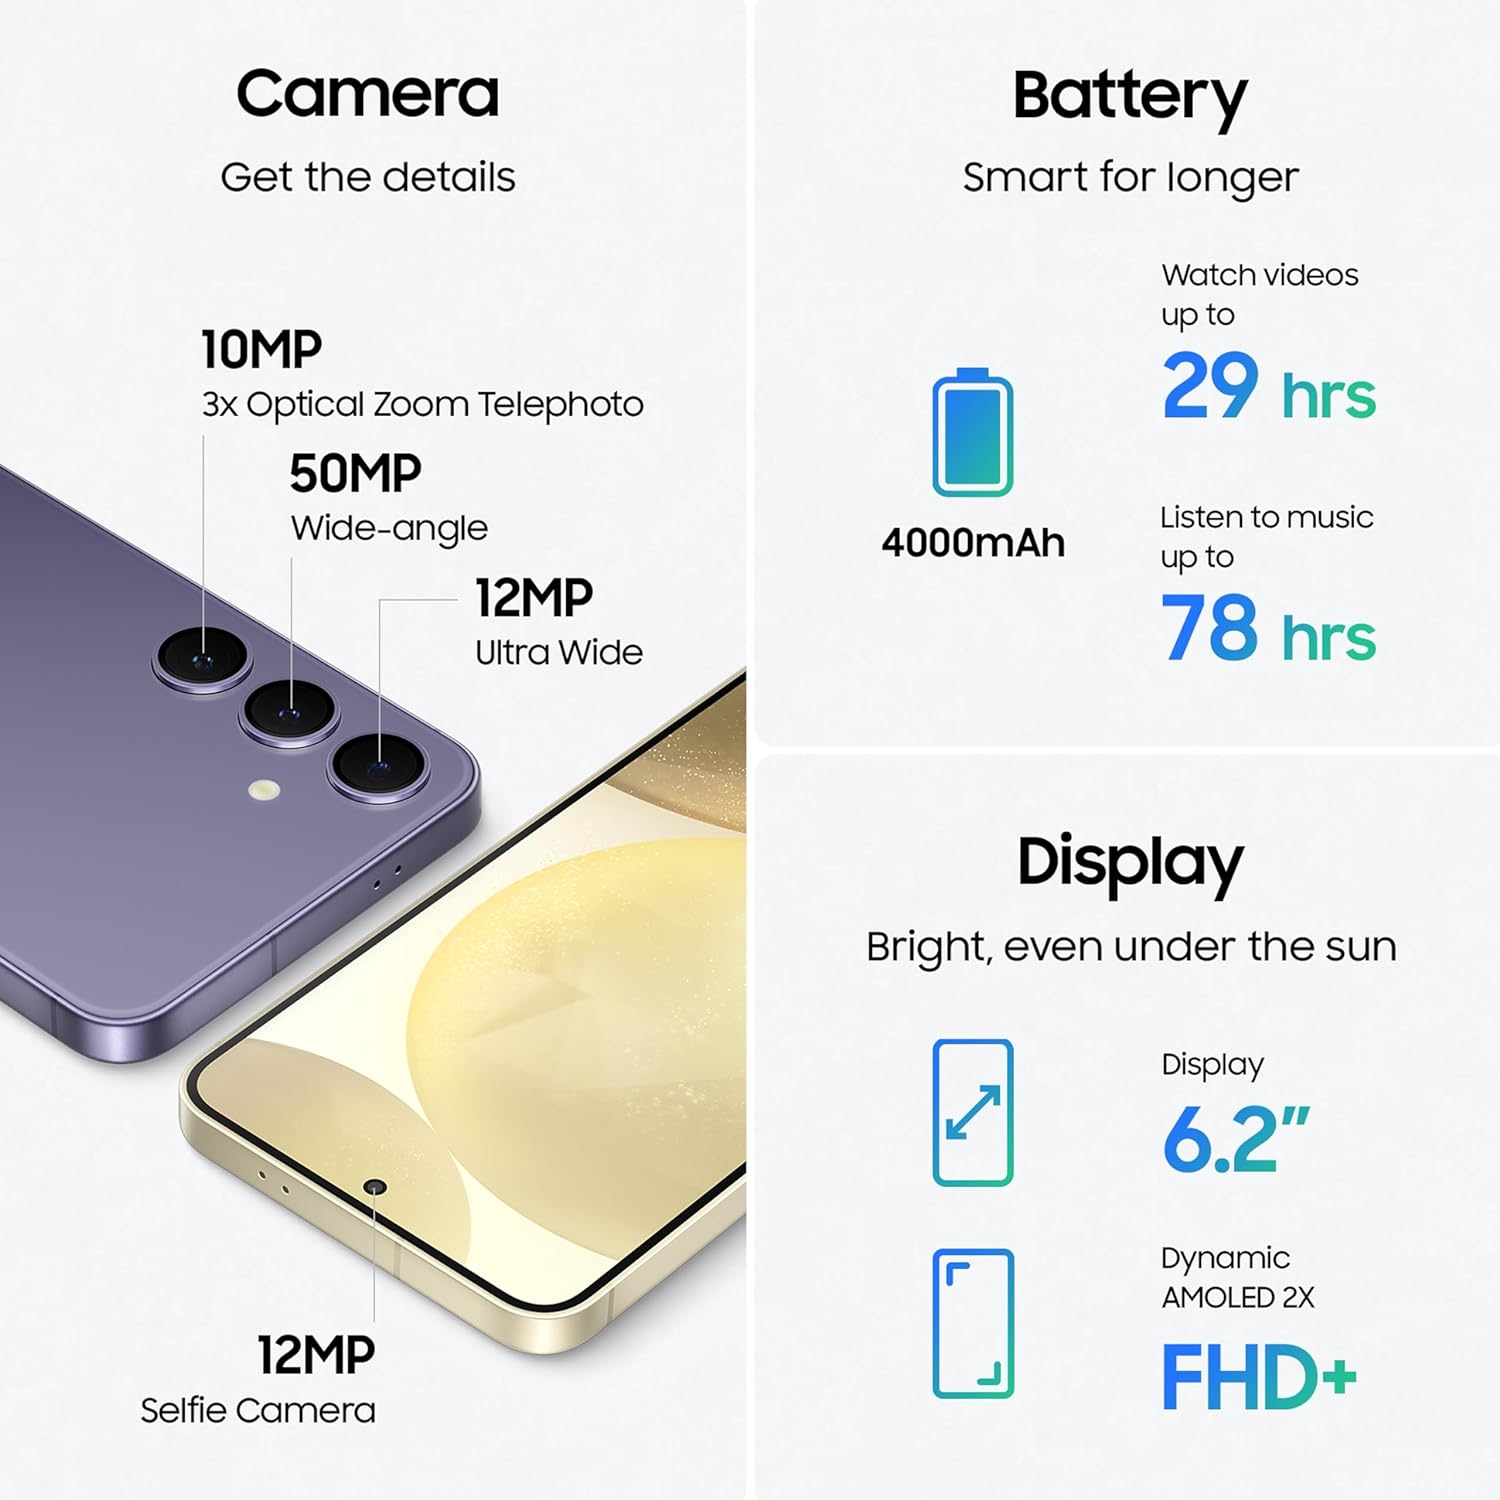 Camera
Get the details
10MP
3x Optical Zoom Telephoto
50MP
Wide-angle
12MP
Ultra Wide
12MP
Selfie Camera
Battery
Smart for longer
4000mAh
Watch videos
up to
29 hrs
Listen to music
up to
78 hrs
Display
Bright, even under the sun
Display
6.2″
Dynamic
AMOLED 2X
FHD+